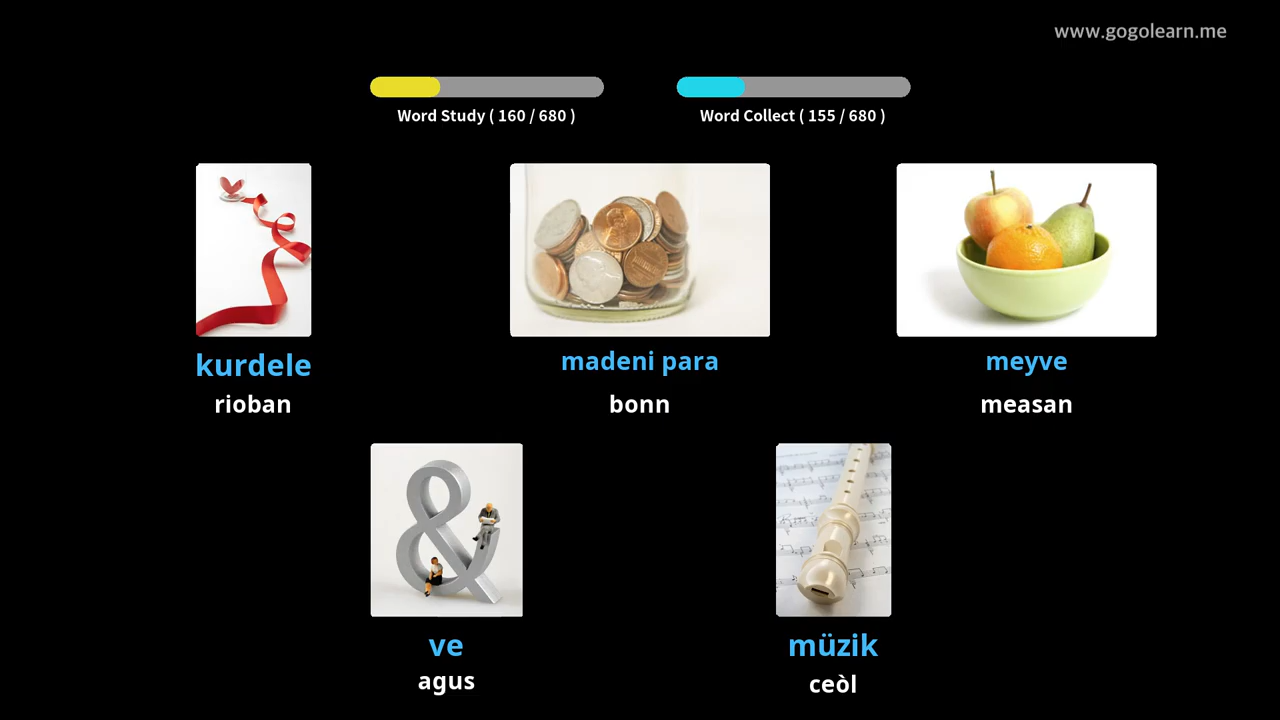 www.gogolearn.me
Word Study ( 160 / 680 )
Word Collect ( 155 / 680 )
kurdele
rioban
madeni para
bonn
meyve
measan
&
ve
agus
müzik
ceòl